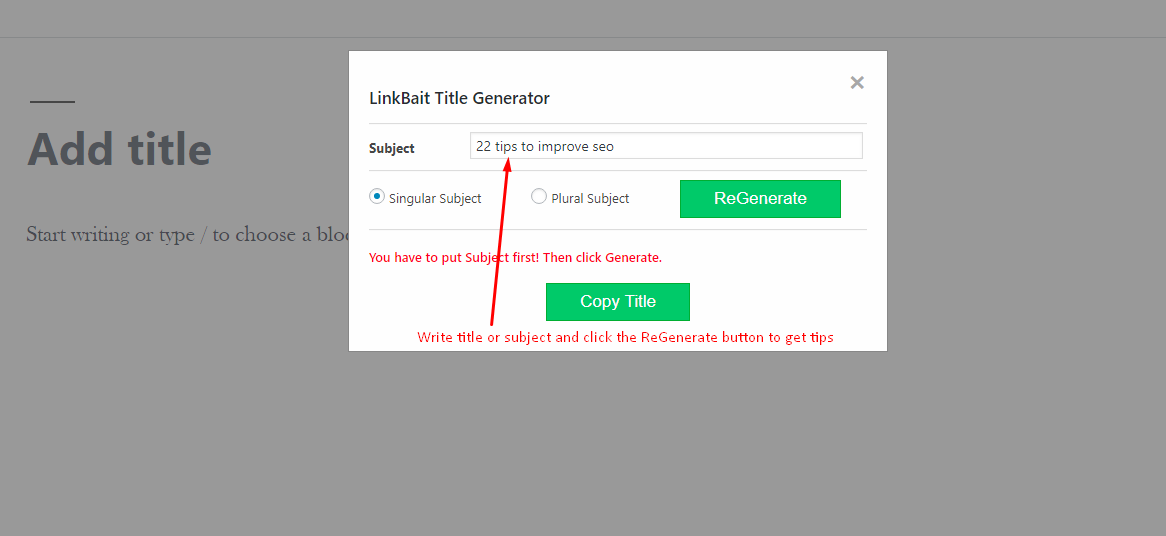 Add title
Start writing or type / to choose a bloc
×
LinkBait Title Generator
Subject
22 tips to improve seo
Singular Subject
Plural Subject
ReGenerate
You have to put Subject first! Then click Generate.
Copy Title
Write title or subject and click the ReGenerate button to get tips